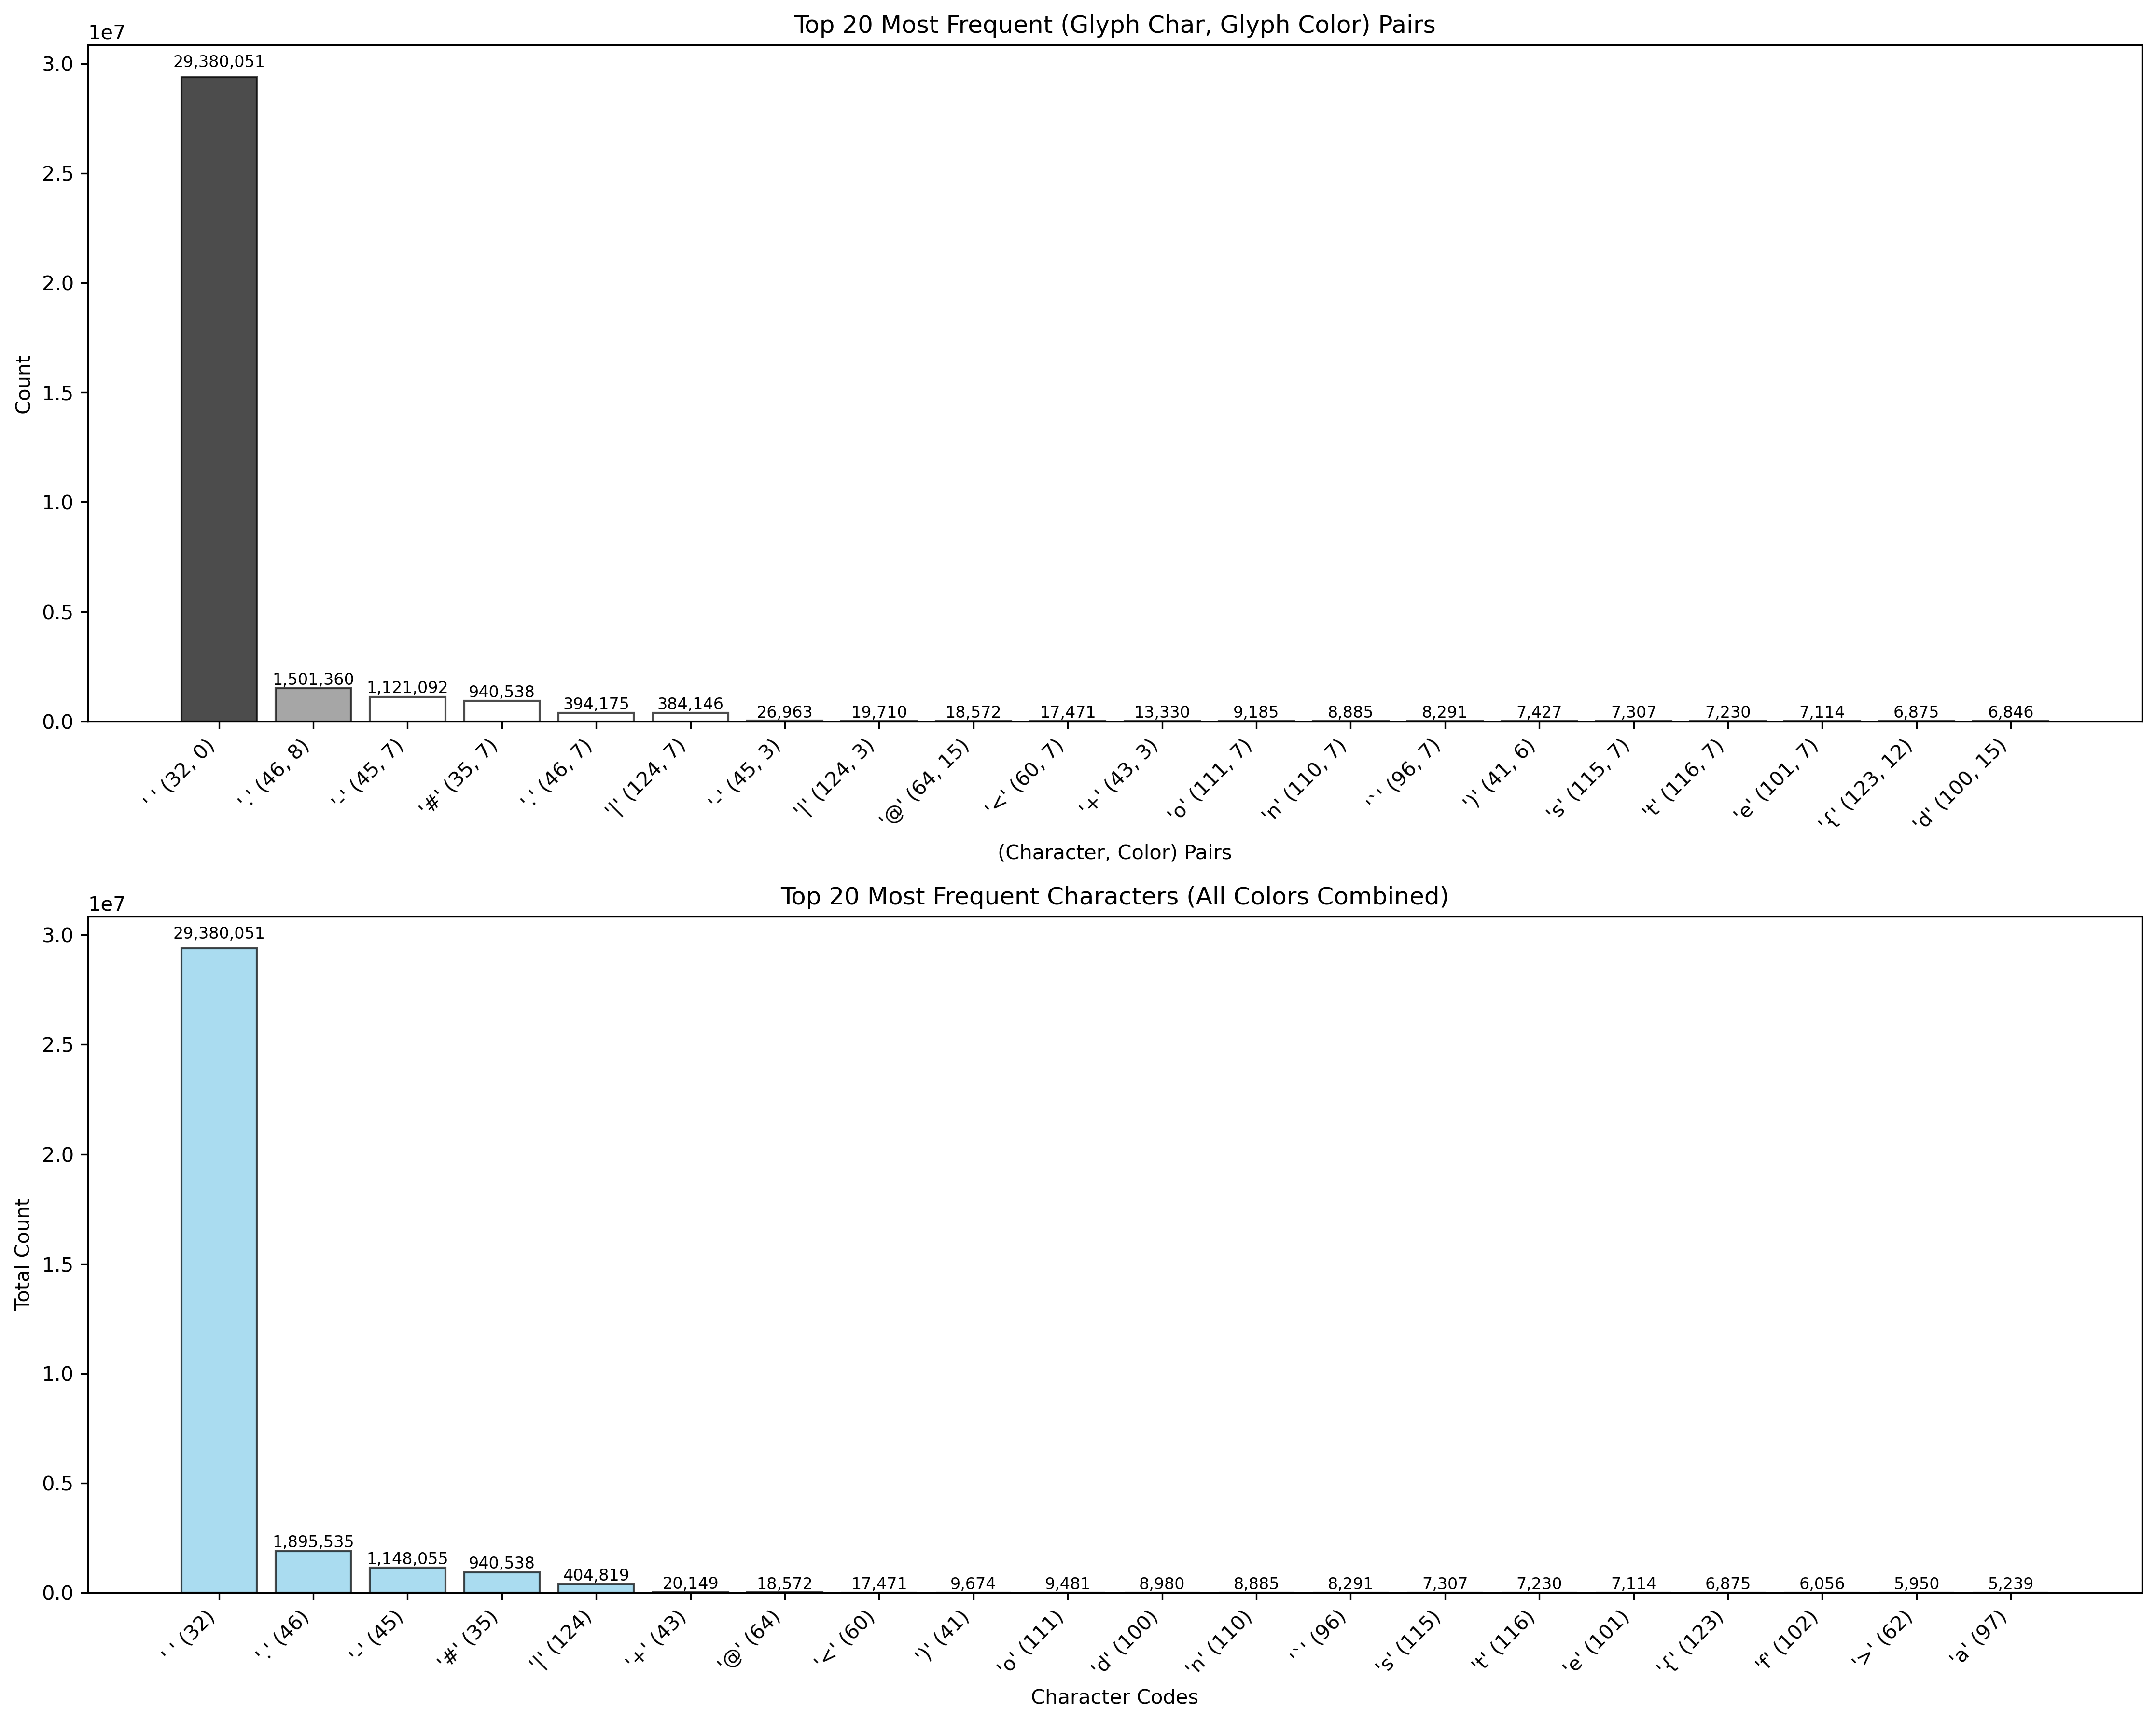 Top 20 Most Frequent (Glyph Char, Glyph Color) Pairs
1e7
3.0
2.5
2.0
1.5
1.0
0.5
0.0
Count
29,380,051
1,501,360
1,121,092
940,538
394,175
384,146
26,963
19,710
18,572
17,471
13,330
9,185
8,885
8,291
7,427
7,307
7,230
7,114
6,875
6,846
' ' (32, 0)
'.' (46, 8)
'-' (45, 7)
'#' (35, 7)
'.' (46, 7)
'|' (124, 7)
'-' (45, 3)
'|' (124, 3)
'@' (64, 15)
'<' (60, 7)
'+' (43, 3)
'o' (111, 7)
'n' (110, 7)
'`' (96, 7)
')' (41, 6)
's' (115, 7)
't' (116, 7)
'e' (101, 7)
'{' (123, 12)
'd' (100, 15)
(Character, Color) Pairs
Top 20 Most Frequent Characters (All Colors Combined)
1e7
3.0
2.5
2.0
1.5
1.0
0.5
0.0
Total Count
29,380,051
1,895,535
1,148,055
940,538
404,819
20,149
18,572
17,471
9,674
9,481
8,980
8,885
8,291
7,307
7,230
7,114
6,875
6,056
5,950
5,239
' ' (32)
'.' (46)
'-' (45)
'#' (35)
'|' (124)
'+' (43)
'@' (64)
'<' (60)
')' (41)
'o' (111)
'd' (100)
'n' (110)
'`' (96)
's' (115)
't' (116)
'e' (101)
'{' (123)
'f' (102)
'>' (62)
'a' (97)
Character Codes